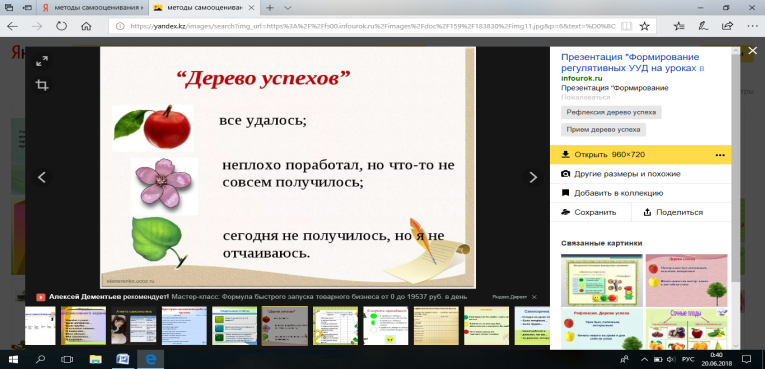 методы самооценивания н
методы самооцениван
https://yandex.kz/images/search?img_url=https%3A%2F%2Ffs00.infourok.ru%2Fimages%2Fdoc%2F159%2F183830%2Fimg11.jpg&p=6&text=%D0%BC
“Дерево успехов”
все удалось;
неплохо поработал, но что-то не
совсем получилось;
сегодня не получилось, но я не
отчаиваюсь.
Презентация "Формирование
регулятивных УУД на уроках в
infourok.ru
Презентация "Формирование
Пожаловаться
Рефлексия дерево успеха
Прием дерево успеха
Открыть 960×720
Другие размеры и похожие
Добавить в коллекцию
Сохранить
Поделиться
Связанные картинки
Алексей Дементьев рекомендует! Мастер-класс: Формула быстрого запуска товарного бизнеса от 0 до 19537 руб. в день
Яндекс.Директ
РУС
0:40
20.06.2018